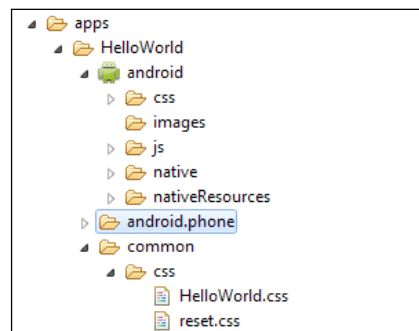 apps
HelloWorld
android
css
images
js
native
nativeResources
android.phone
common
css
HelloWorld.css
reset.css